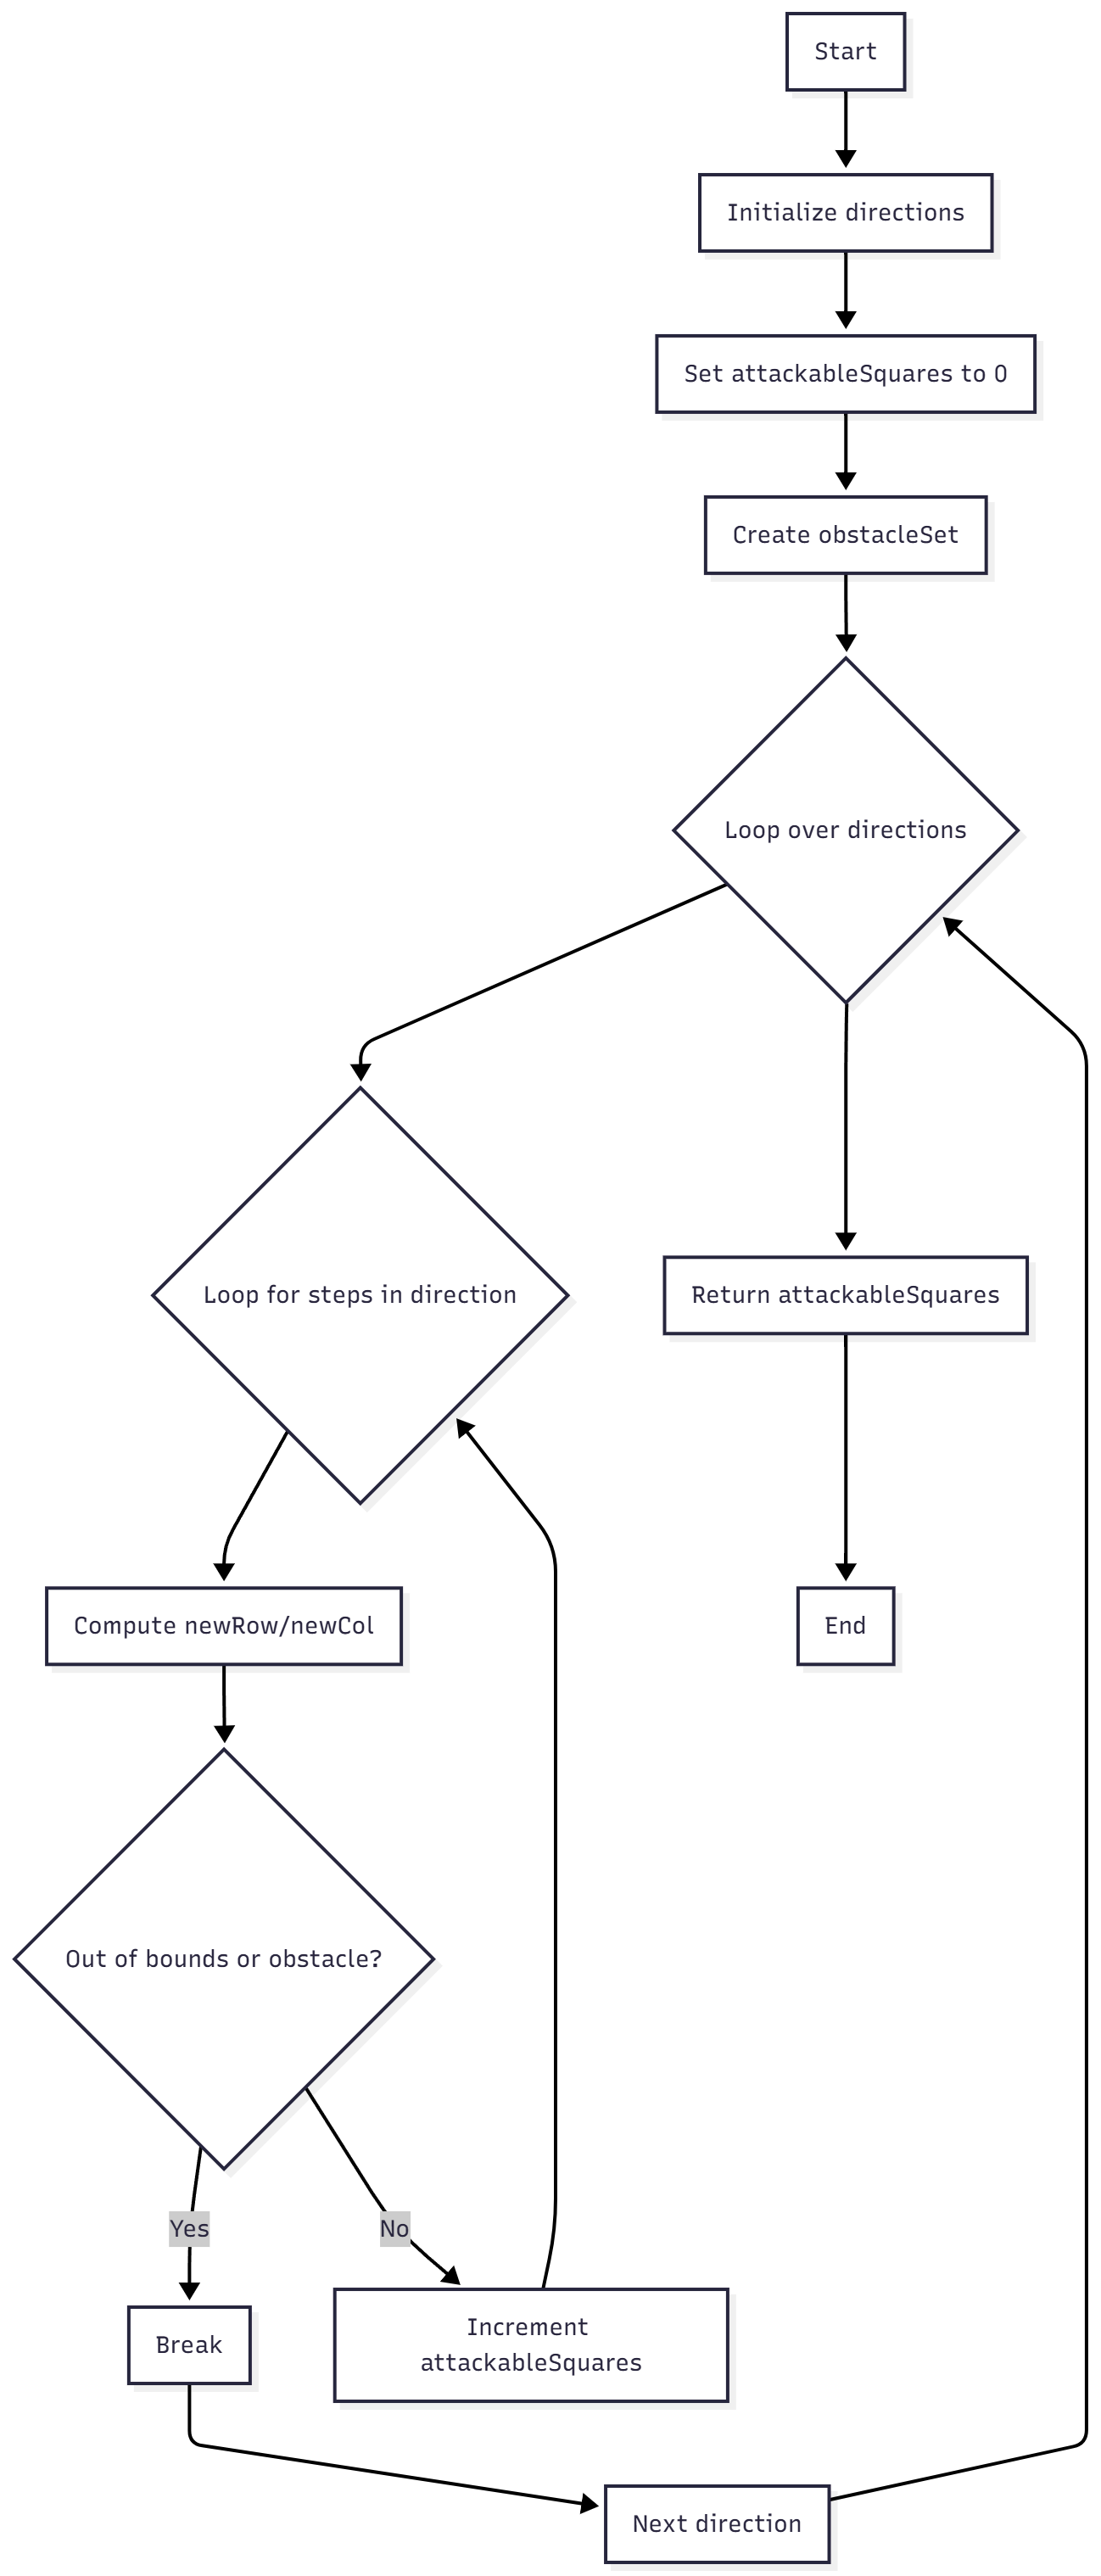 Start
Initialize directions
Set attackableSquares to 0
Create obstacleSet
Loop over directions
Loop for steps in direction
Return attackableSquares
Compute newRow/newCol
End
Out of bounds or obstacle?
Yes
No
Break
Increment
attackableSquares
Next direction